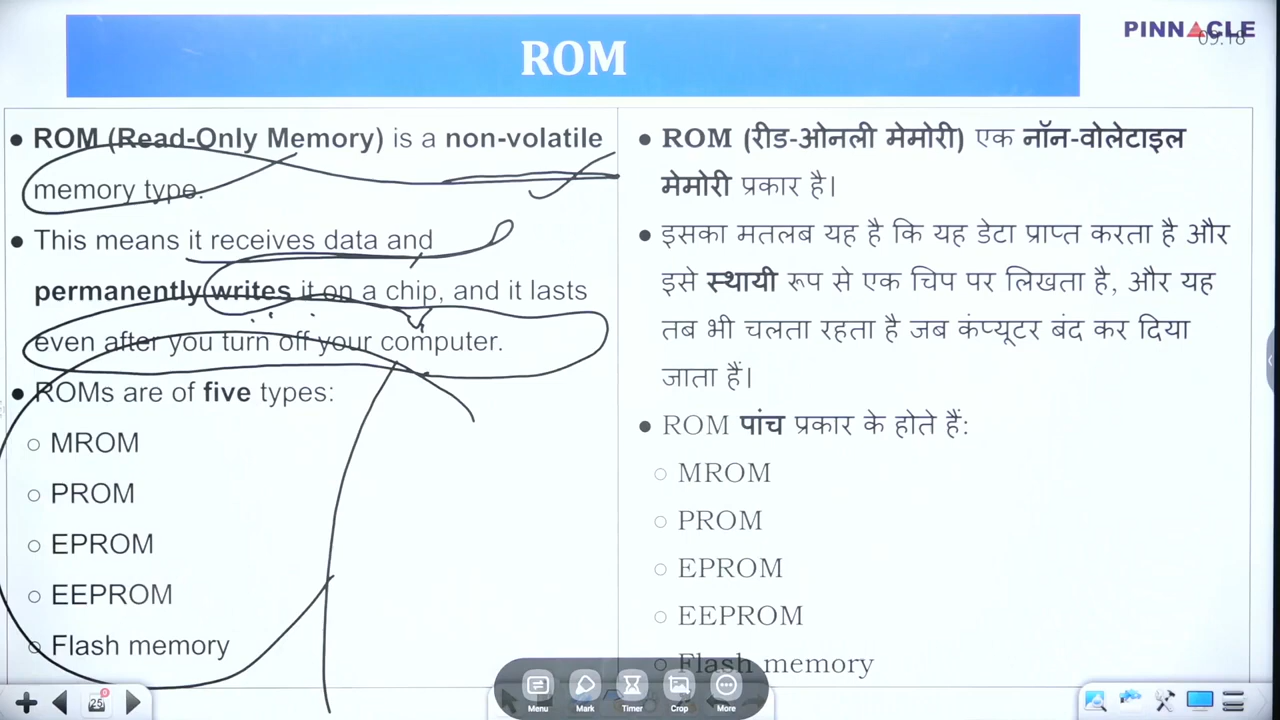 ROM
PINNACLE
09:18
● ROM (Read-Only Memory) is a non-volatile
memory type.
● This means it receives data and
permanently writes it on a chip, and it lasts
even after you turn off your computer.
● ROMs are of five types:
○ MROM
○ PROM
○ EPROM
○ EEPROM
○ Flash memory
● ROM (रीड-ओनली मेमोरी) एक नॉन-वोलेटाइल
मेमोरी प्रकार है।
● इसका मतलब यह है कि यह डेटा प्राप्त करता है और
इसे स्थायी रूप से एक चिप पर लिखता है, और यह
तब भी चलता रहता है जब कंप्यूटर बंद कर दिया
जाता हैं।
● ROM पांच प्रकार के होते हैं:
○ MROM
○ PROM
○ EPROM
○ EEPROM
○ Flash memory
25
0
Menu Mark Timer Crop More